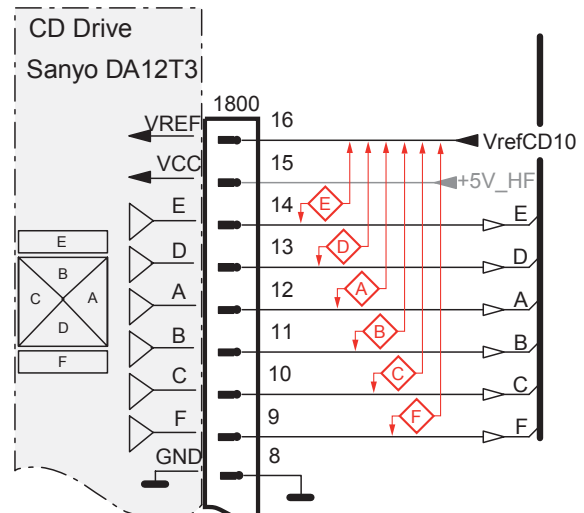 CD Drive
Sanyo DA12T3
1800
VREF 16 VrefCD10
VCC 15 +5V_HF
E 14 E E
D 13 D D
A 12 A A
B 11 B B
C 10 C C
F 9 F F
GND 8
E
B
C A
D
F